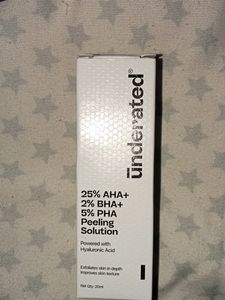 underated®
25% AHA+
2% BHA+
5% PHA
Peeling
Solution
Powered with
Hyaluronic Acid
Exfoliates skin in depth
Improves skin texture
Net Qty: 20ml